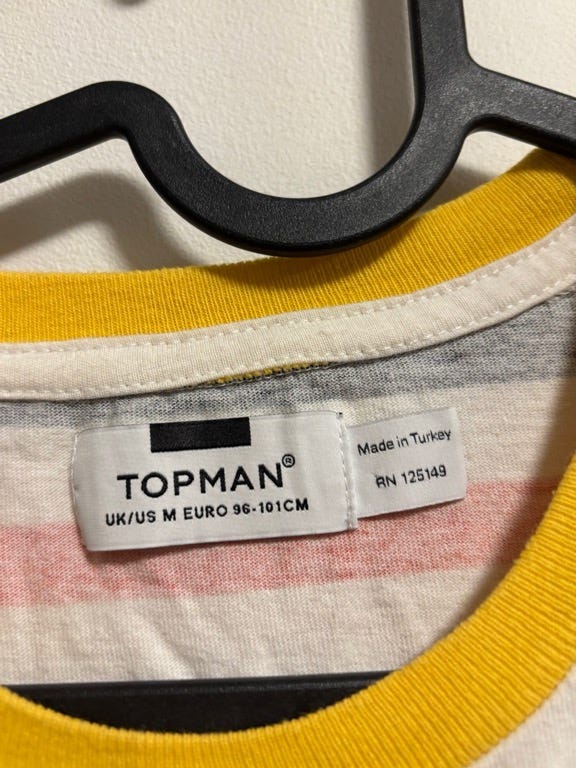 TOPMAN®
UK/US M EURO 96-101CM
Made in Turkey
RN 125149